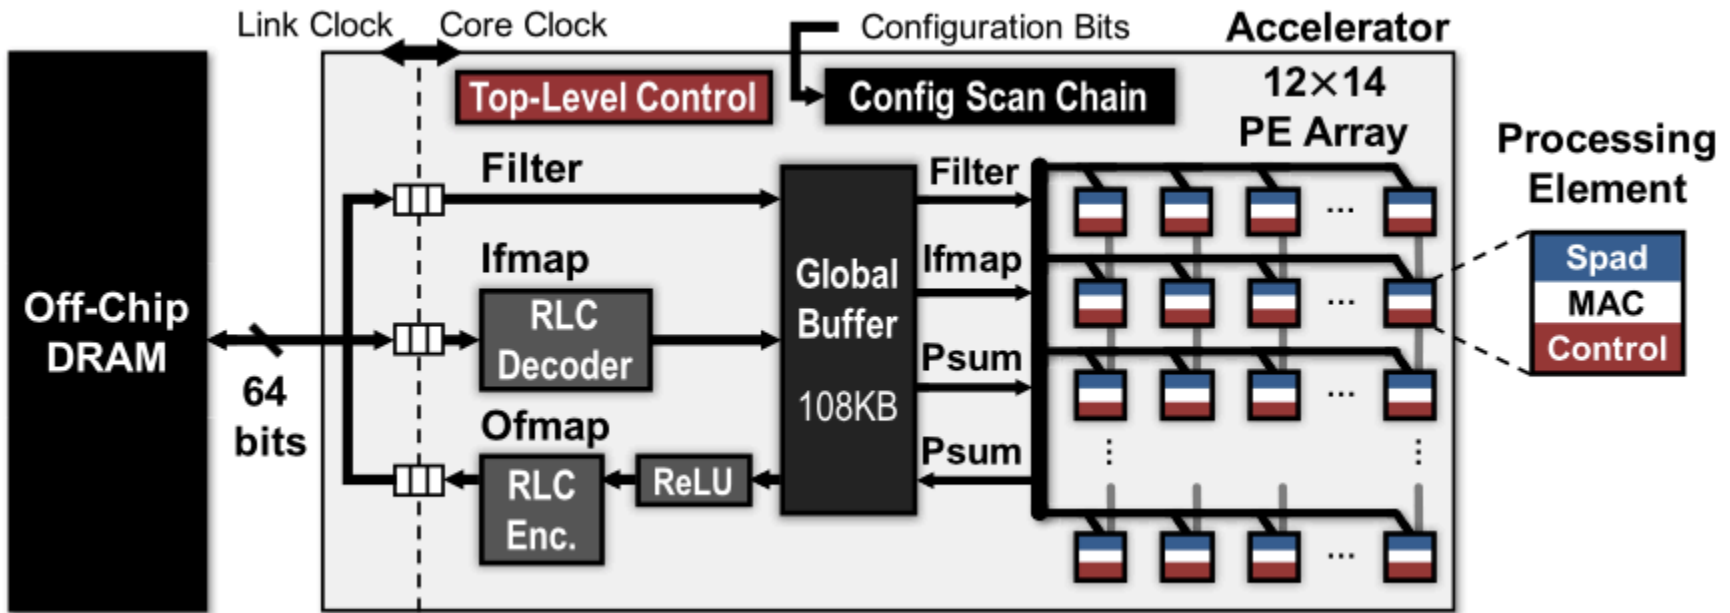 Link Clock
Core Clock
Configuration Bits
Accelerator
Top-Level Control
Config Scan Chain
12×14
PE Array
Processing
Element
Off-Chip
DRAM
64
bits
Filter
Ifmap
RLC
Decoder
Ofmap
RLC
Enc.
ReLU
Global
Buffer
108KB
Filter
Ifmap
Psum
Psum
...
...
...
...
...
...
Spad
MAC
Control